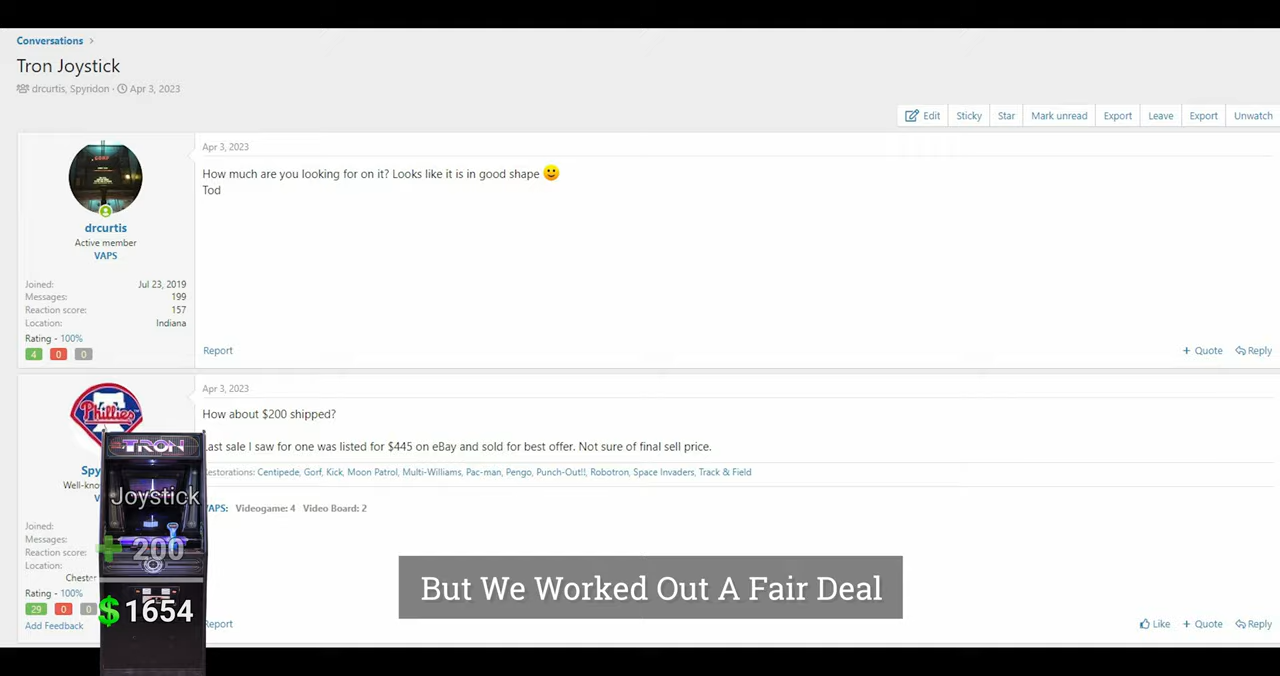 Conversations >
Tron Joystick
drcurtis, Spyridon · Apr 3, 2023
Edit Sticky Star Mark unread Export Leave Export Unwatch
Apr 3, 2023
How much are you looking for on it? Looks like it is in good shape 🙂
Tod
drcurtis
Active member
VAPS
Joined: Jul 23, 2019
Messages: 199
Reaction score: 157
Location: Indiana
Rating - 100%
4 0 0
Report
+ Quote Reply
Apr 3, 2023
How about $200 shipped?
Last sale I saw for one was listed for $445 on eBay and sold for best offer. Not sure of final sell price.
Restorations: Centipede, Gorf, Kick, Moon Patrol, Multi-Williams, Pac-man, Pengo, Punch-Out!!, Robotron, Space Invaders, Track & Field
VAPS: Videogame: 4 Video Board: 2
Phillies
Spy
Well-kno
Joined:
Messages:
Reaction score:
Location:
Chester
Rating - 100%
29 0 0
Add Feedback
Report
Like + Quote Reply
TRON
Joystick
+ 200
$1654
But We Worked Out A Fair Deal